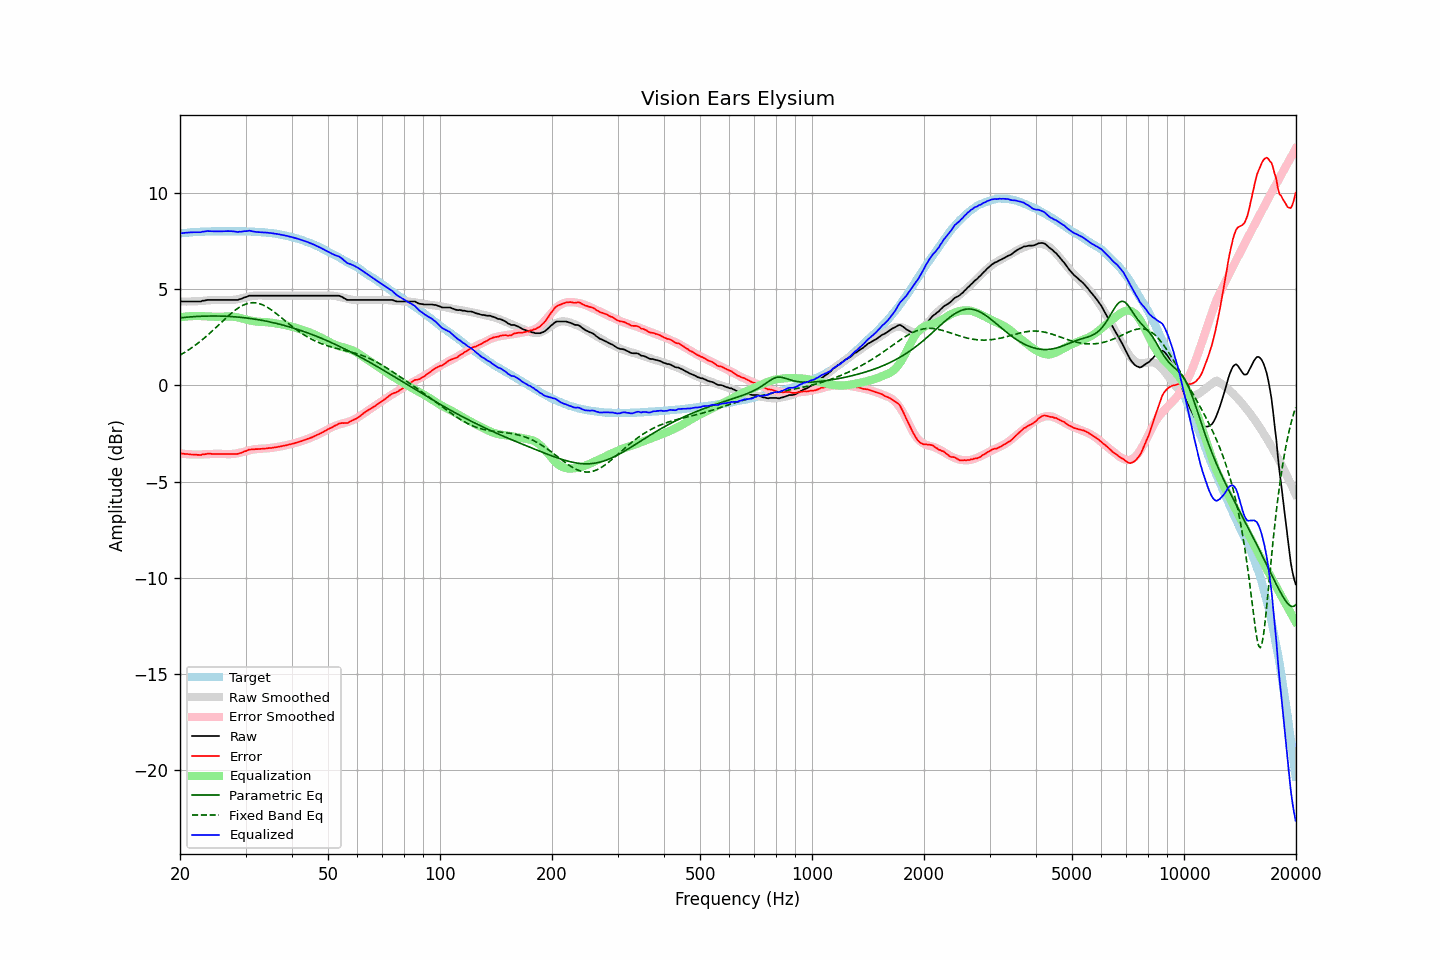 Vision Ears Elysium
Amplitude (dBr)
10
5
0
−5
−10
−15
−20
Target
Raw Smoothed
Error Smoothed
Raw
Error
Equalization
Parametric Eq
Fixed Band Eq
Equalized
20 50 100 200 500 1000 2000 5000 10000 20000
Frequency (Hz)